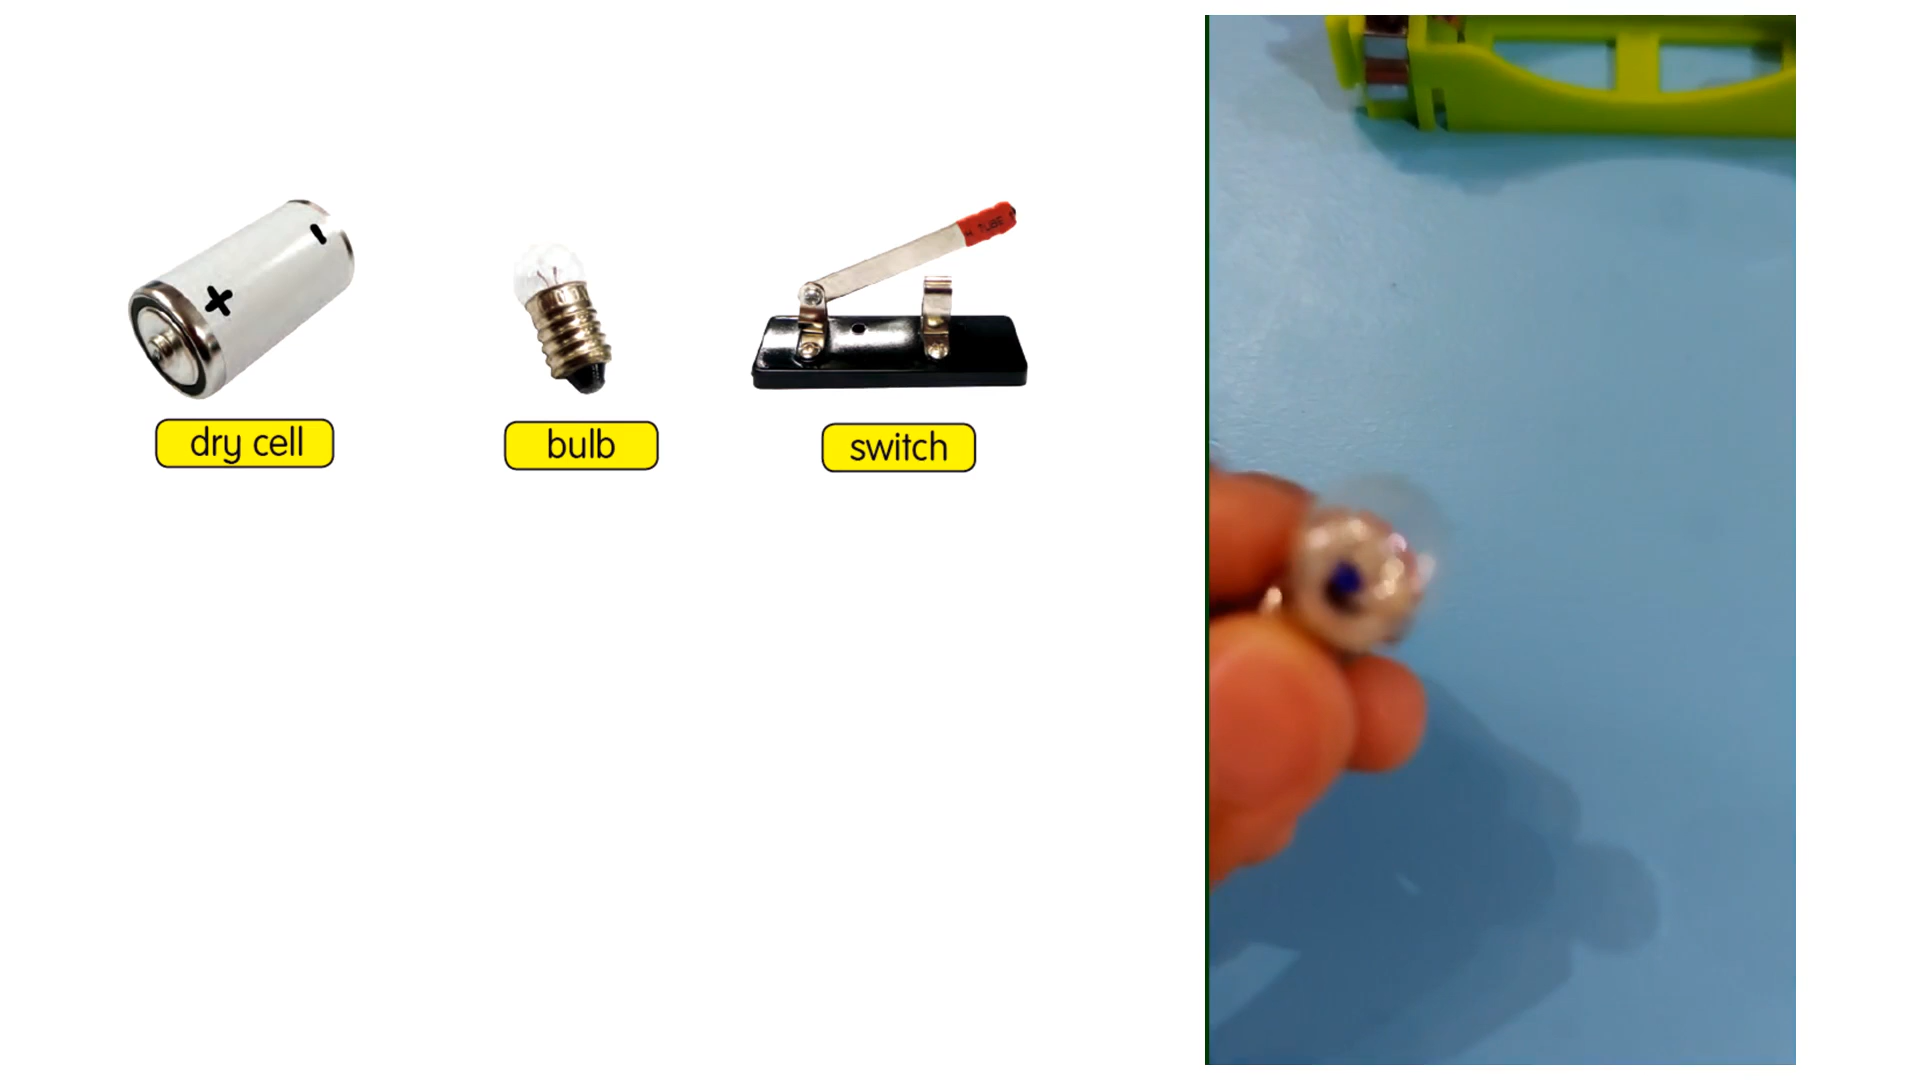 +
-
dry cell
bulb
switch